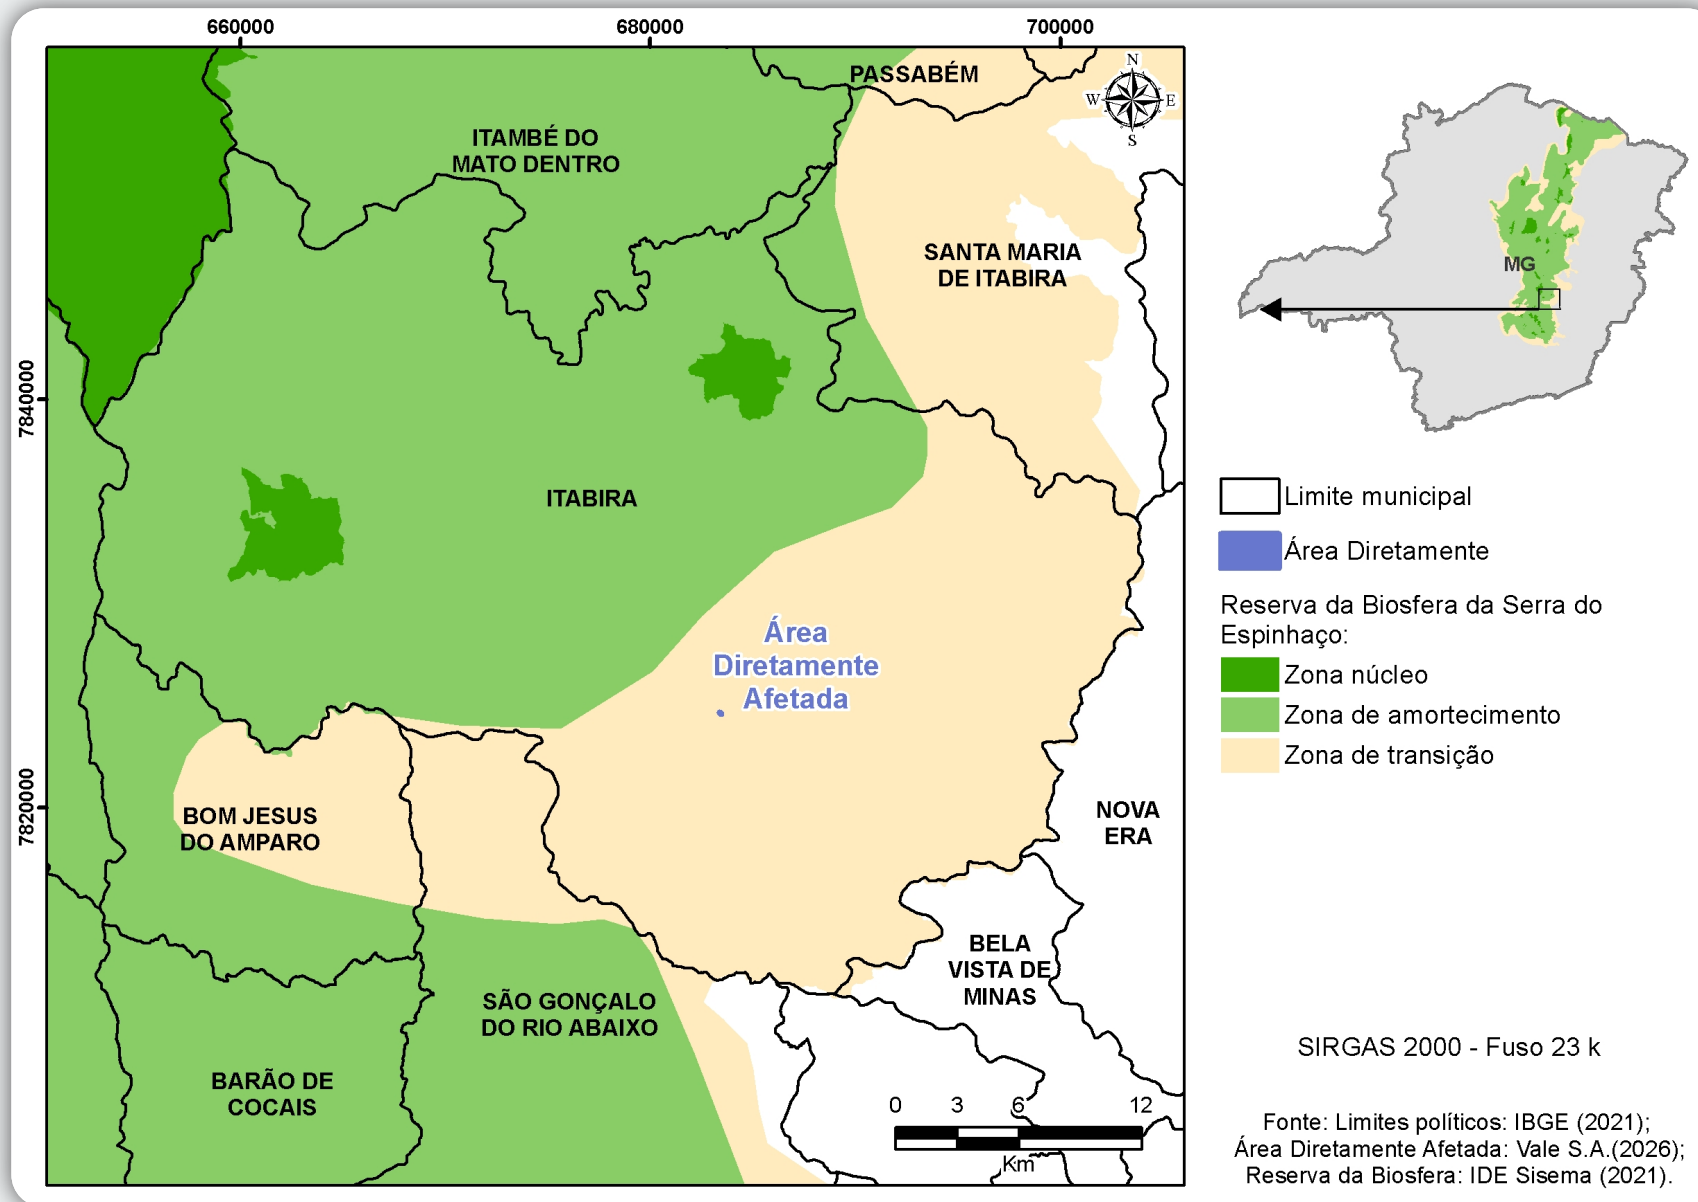 660000
680000
700000
7840000
7820000
N
W
E
S
PASSABÉM
ITAMBÉ DO
MATO DENTRO
SANTA MARIA
DE ITABIRA
ITABIRA
Área
Diretamente
Afetada
BOM JESUS
DO AMPARO
NOVA
ERA
BELA
VISTA DE
MINAS
SÃO GONÇALO
DO RIO ABAIXO
BARÃO DE
COCAIS
0
3
6
12
Km
MG
Limite municipal
Área Diretamente
Reserva da Biosfera da Serra do
Espinhaço:
Zona núcleo
Zona de amortecimento
Zona de transição
SIRGAS 2000 - Fuso 23 k
Fonte: Limites políticos: IBGE (2021);
Área Diretamente Afetada: Vale S.A.(2026);
Reserva da Biosfera: IDE Sisema (2021).